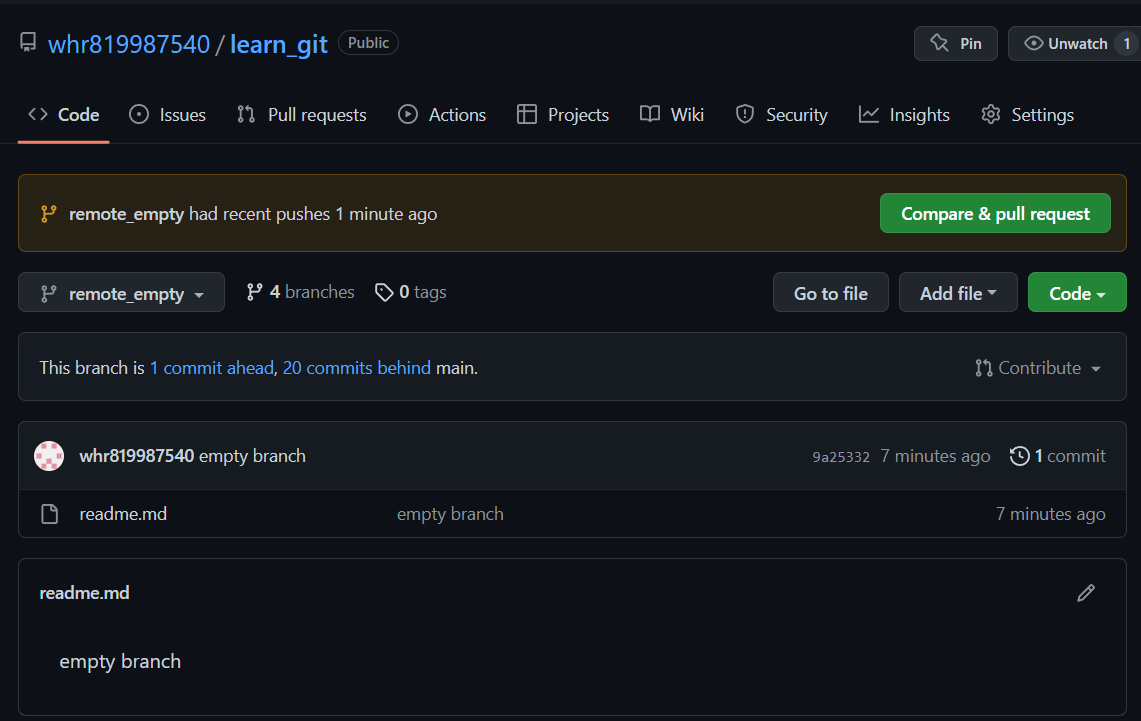 whr819987540 / learn_git Public Pin Unwatch 1
Code Issues Pull requests Actions Projects Wiki Security Insights Settings
remote_empty had recent pushes 1 minute ago Compare & pull request
remote_empty 4 branches 0 tags Go to file Add file Code
This branch is 1 commit ahead, 20 commits behind main. Contribute
whr819987540 empty branch 9a25332 7 minutes ago 1 commit
readme.md empty branch 7 minutes ago
readme.md
empty branch